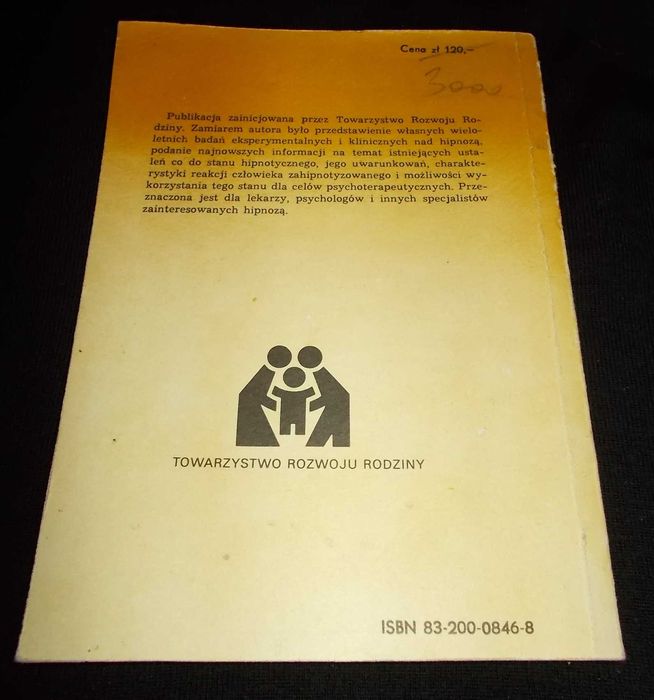 Cena zł 120,–
3000
Publikacja zainicjowana przez Towarzystwo Rozwoju Ro-
dziny. Zamiarem autora było przedstawienie własnych wielo-
letnich badań eksperymentalnych i klinicznych nad hipnozą,
podanie najnowszych informacji na temat istniejących usta-
leń co do stanu hipnotycznego, jego uwarunkowań, charakte-
rystyki reakcji człowieka zahipnotyzowanego i możliwości wy-
korzystania tego stanu dla celów psychoterapeutycznych. Prze-
znaczona jest dla lekarzy, psychologów i innych specjalistów
zainteresowanych hipnozą.
TOWARZYSTWO ROZWOJU RODZINY
ISBN 83-200-0846-8